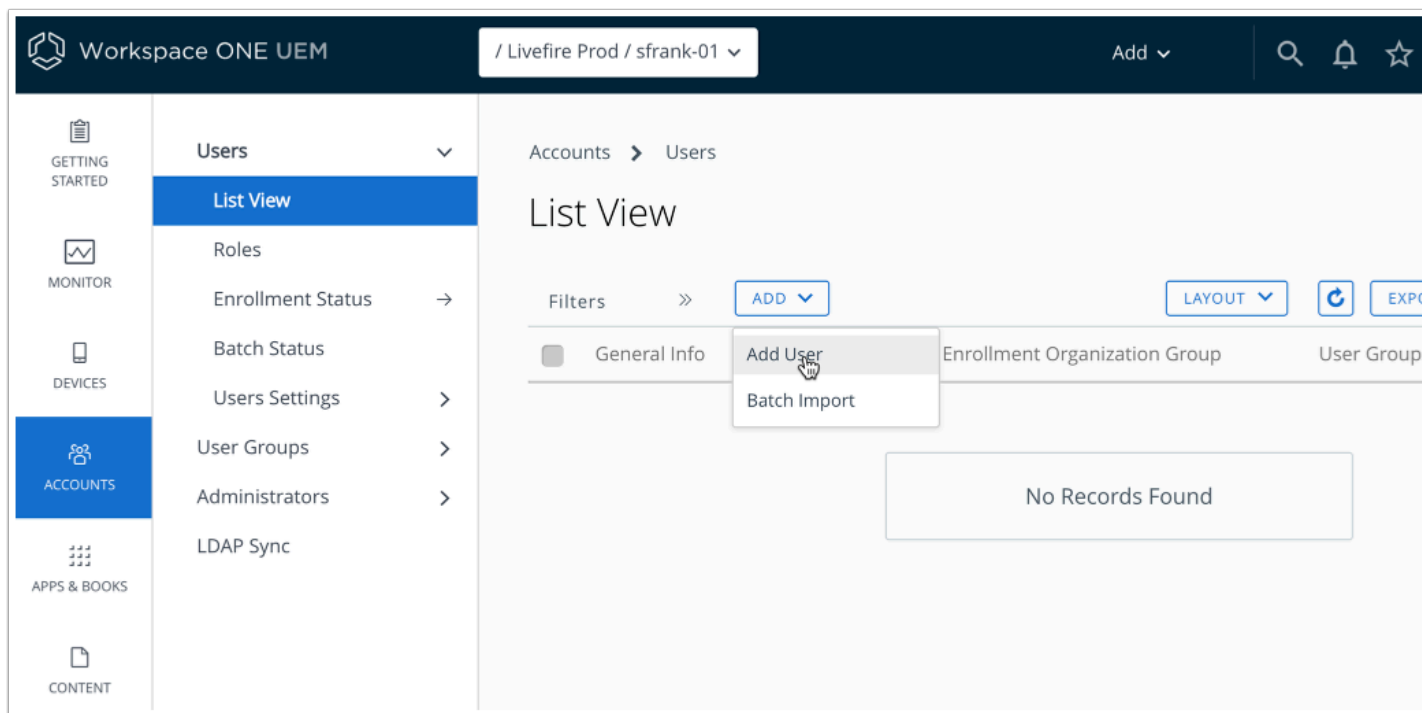 Workspace ONE UEM
/ Livefire Prod / sfrank-01
Add
GETTING
STARTED
MONITOR
DEVICES
ACCOUNTS
APPS & BOOKS
CONTENT
Users
List View
Roles
Enrollment Status
Batch Status
Users Settings
User Groups
Administrators
LDAP Sync
Accounts > Users
List View
Filters » ADD LAYOUT EXPO
General Info Enrollment Organization Group User Group
Add User
Batch Import
No Records Found